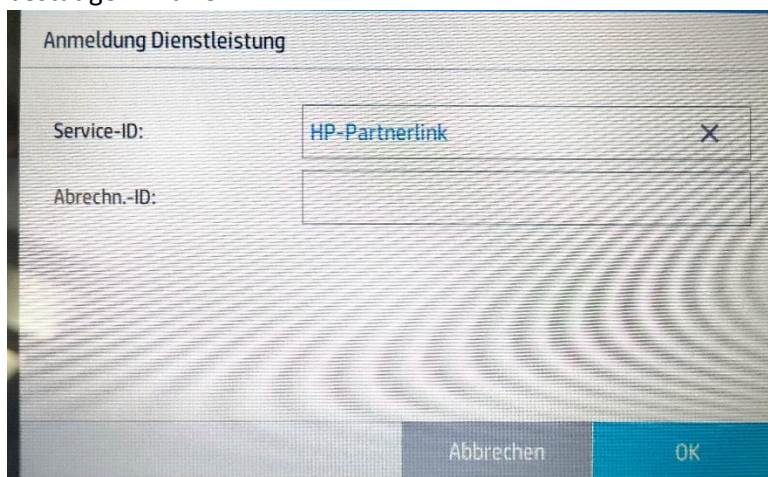 Anmeldung Dienstleistung
Service-ID: HP-Partnerlink
Abrechn.-ID:
Abbrechen OK